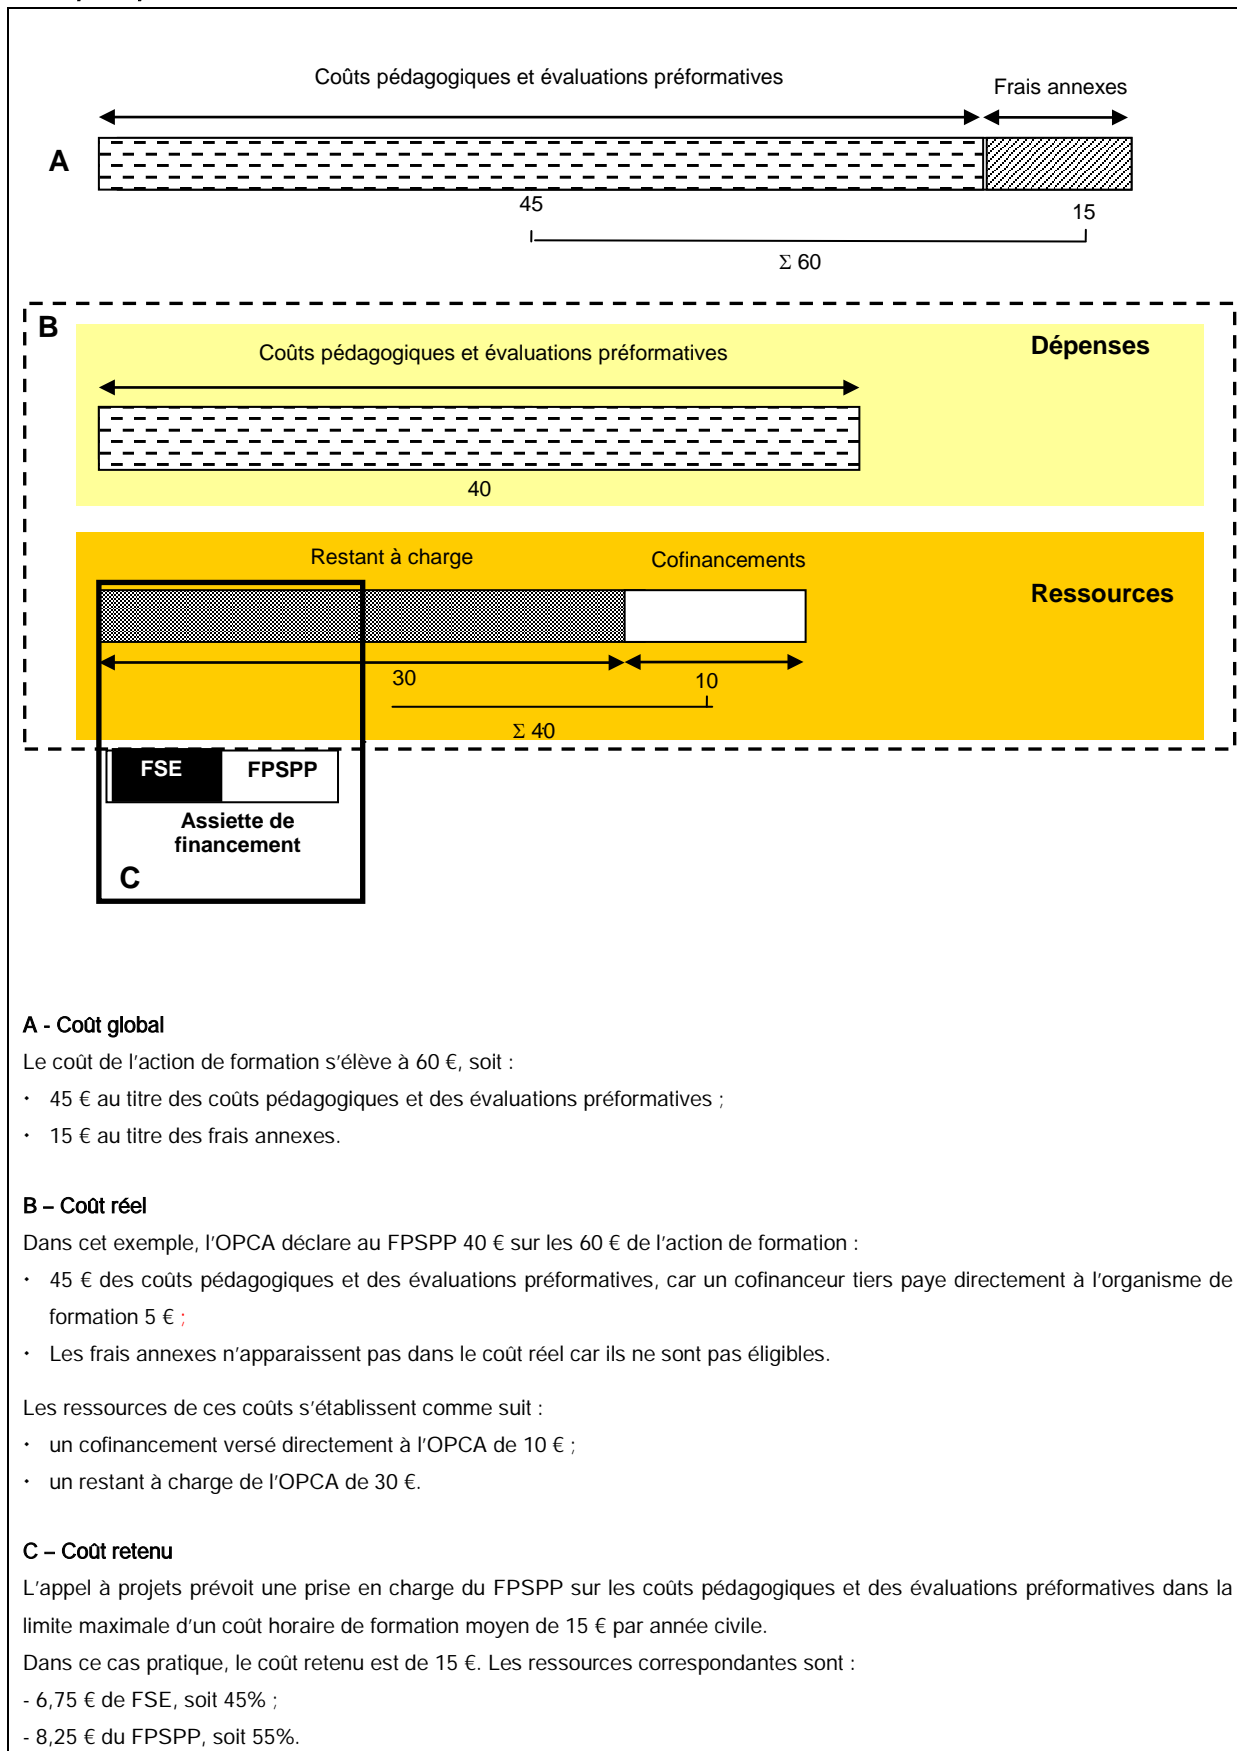 Coûts pédagogiques et évaluations préformatives
Frais annexes
A
45
15
Σ 60
B
Coûts pédagogiques et évaluations préformatives
Dépenses
40
Restant à charge
Cofinancements
Ressources
30
10
Σ 40
FSE
FPSPP
Assiette de
financement
C
A - Coût global
Le coût de l'action de formation s'élève à 60 €, soit :
· 45 € au titre des coûts pédagogiques et des évaluations préformatives ;
· 15 € au titre des frais annexes.
B – Coût réel
Dans cet exemple, l'OPCA déclare au FPSPP 40 € sur les 60 € de l'action de formation :
· 45 € des coûts pédagogiques et des évaluations préformatives, car un cofinanceur tiers paye directement à l'organisme de
formation 5 € ;
· Les frais annexes n'apparaissent pas dans le coût réel car ils ne sont pas éligibles.
Les ressources de ces coûts s'établissent comme suit :
· un cofinancement versé directement à l'OPCA de 10 € ;
· un restant à charge de l'OPCA de 30 €.
C – Coût retenu
L'appel à projets prévoit une prise en charge du FPSPP sur les coûts pédagogiques et des évaluations préformatives dans la
limite maximale d'un coût horaire de formation moyen de 15 € par année civile.
Dans ce cas pratique, le coût retenu est de 15 €. Les ressources correspondantes sont :
- 6,75 € de FSE, soit 45% ;
- 8,25 € du FPSPP, soit 55%.